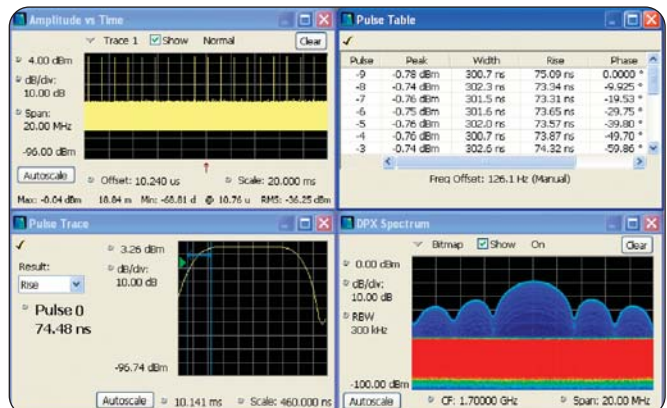 Amplitude vs Time
Trace 1 Show Normal Clear
4.00 dBm
dB/div:
10.00 dB
Span:
20.00 MHz
-96.00 dBm
Autoscale Offset: 10.240 us Scale: 20.000 ms
Max: -0.04 dBm 18.84 m Min: -68.81 d @ 10.76 u RMS: -36.25 dBm
Pulse Table
Pulse Peak Width Rise Phase
-9 -0.78 dBm 300.7 ns 75.09 ns 0.0000 °
-8 -0.74 dBm 302.3 ns 73.34 ns -9.925 °
-7 -0.76 dBm 301.5 ns 73.31 ns -19.53 °
-6 -0.75 dBm 301.6 ns 73.65 ns -29.75 °
-5 -0.76 dBm 302.0 ns 73.57 ns -39.80 °
-4 -0.76 dBm 300.7 ns 73.87 ns -49.70 °
-3 -0.74 dBm 302.6 ns 74.32 ns -59.86 °
Freq Offset: 126.1 Hz (Manual)
Pulse Trace
Result:
Rise
Pulse 0
74.48 ns
3.26 dBm
dB/div:
10.00 dB
-96.74 dBm
Autoscale 10.141 ms Scale: 460.000 ns
DPX Spectrum
Bitmap Show On Clear
0.00 dBm
dB/div:
10.00 dB
RBW
300 kHz
-100.00 dBm
Autoscale CF: 1.70000 GHz Span: 20.00 MHz